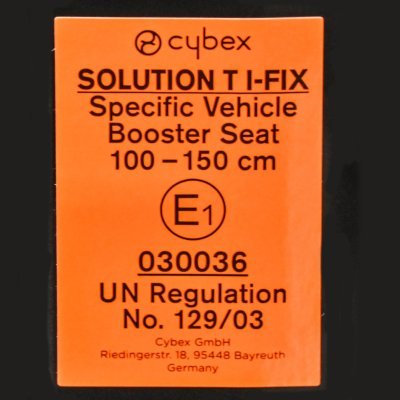 cybex
SOLUTION T I-FIX
Specific Vehicle
Booster Seat
100 – 150 cm
E1
030036
UN Regulation
No. 129/03
Cybex GmbH
Riedingerstr. 18, 95448 Bayreuth
Germany